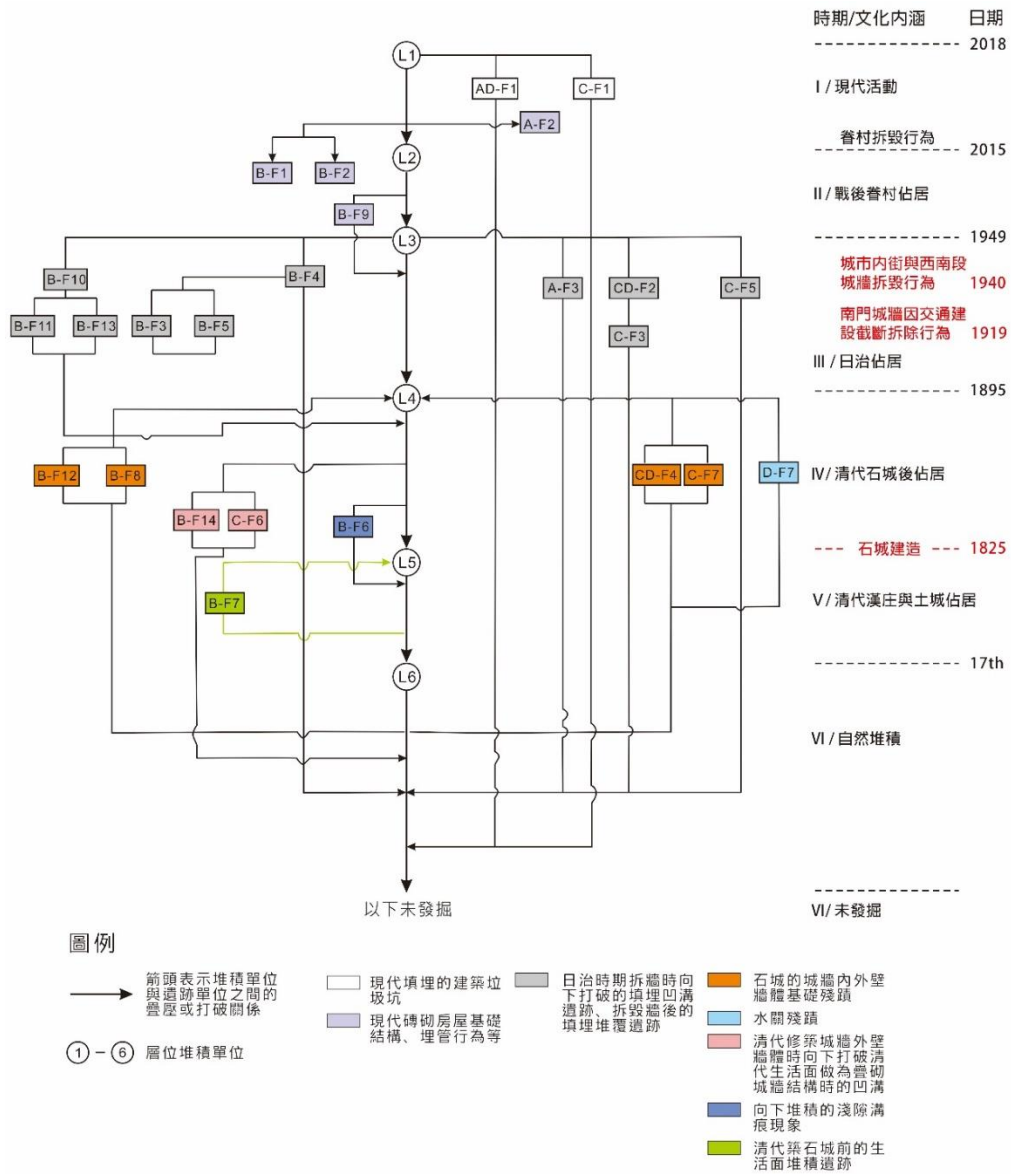 時期/文化內涵 日期
2018
L1
AD-F1
C-F1
I/現代活動
A-F2
眷村拆毀行為
2015
L2
B-F1
B-F2
II/戰後眷村佔居
B-F9
L3
1949
B-F10
B-F4
A-F3
CD-F2
C-F5
城市內街與西南段
城牆拆毀行為 1940
B-F11
B-F13
B-F3
B-F5
C-F3
南門城牆因交通建
設截斷拆除行為 1919
III/日治佔居
1895
L4
B-F12
B-F8
CD-F4
C-F7
D-F7
IV/清代石城後佔居
B-F14
C-F6
B-F6
石城建造 1825
L5
B-F7
V/清代漢庄與土城佔居
17th
L6
VI/自然堆積
以下未發掘
VI/未發掘
圖例
箭頭表示堆積單位
與遺跡單位之間的
疊壓或打破關係
①－⑥ 層位堆積單位
現代填埋的建築垃
圾坑
現代磚砌房屋基礎
結構、埋管行為等
日治時期拆牆時向
下打破的填埋凹溝
遺跡、拆毀牆後的
填埋堆覆遺跡
石城的城牆內外壁
牆體基礎殘蹟
水關殘蹟
清代修築城牆外壁
牆體時向下打破清
代生活面做為疊砌
城牆結構時的凹溝
向下堆積的淺隙溝
痕現象
清代築石城前的生
活面堆積遺跡